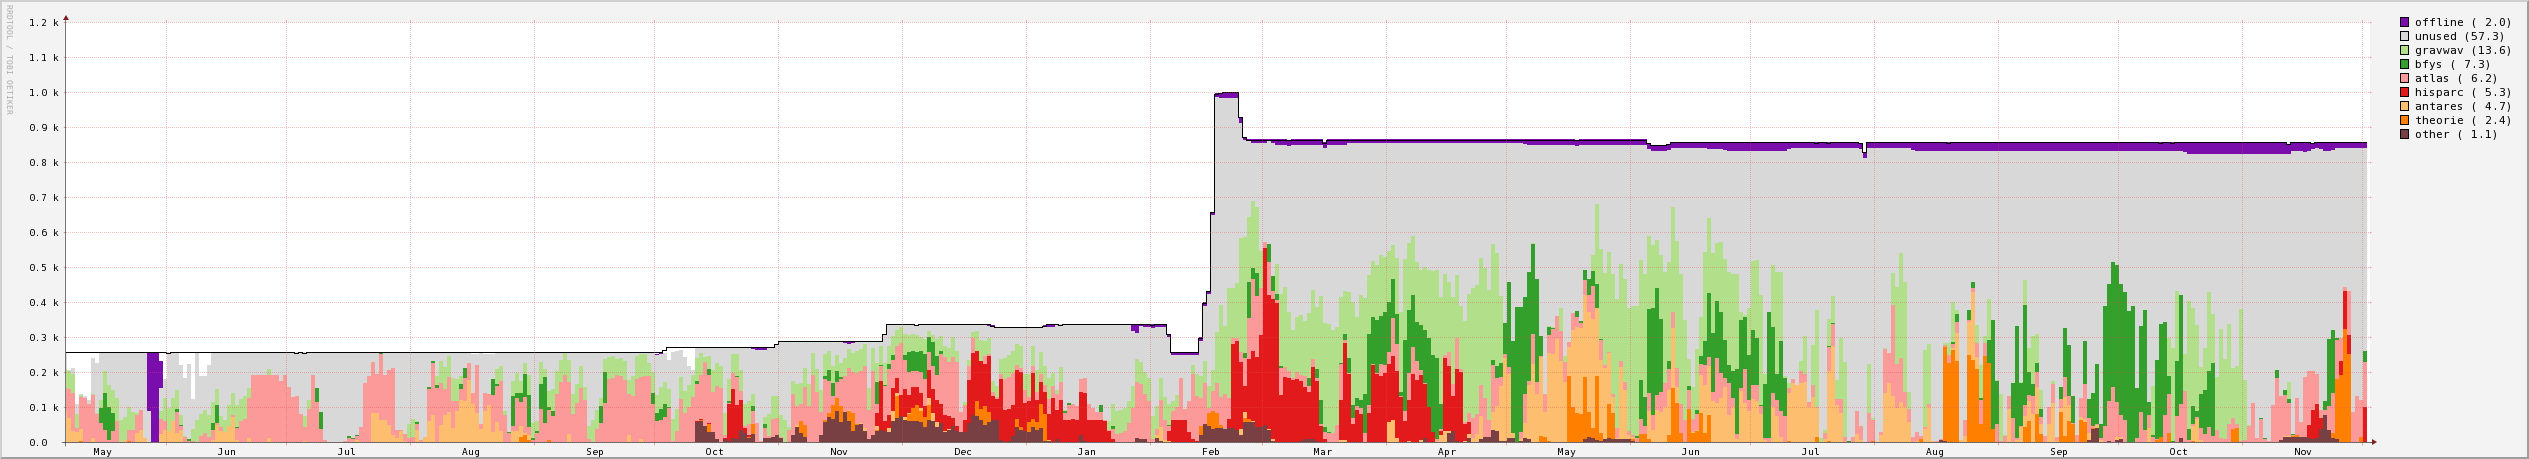 1.2 k
1.1 k
1.0 k
0.9 k
0.8 k
0.7 k
0.6 k
0.5 k
0.4 k
0.3 k
0.2 k
0.1 k
0.0
May Jun Jul Aug Sep Oct Nov Dec Jan Feb Mar Apr May Jun Jul Aug Sep Oct Nov
offline ( 2.0)
unused (57.3)
gravwav (13.6)
bfys ( 7.3)
atlas ( 6.2)
hisparc ( 5.3)
antares ( 4.7)
theorie ( 2.4)
other ( 1.1)
RRDTOOL / TOBI OETIKER